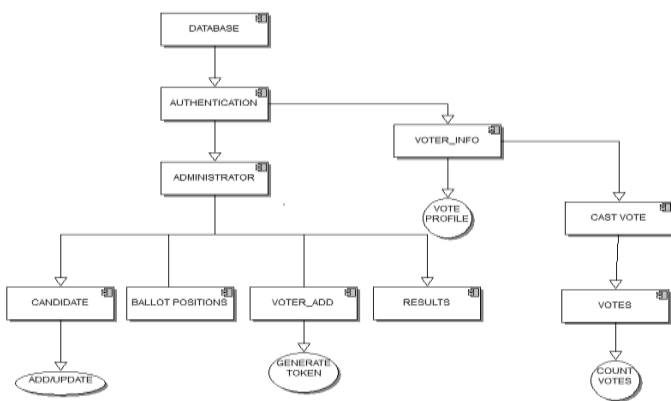 DATABASE
AUTHENTICATION
VOTER_INFO
ADMINISTRATOR
VOTE
PROFILE
CAST VOTE
CANDIDATE
BALLOT POSITIONS
VOTER_ADD
RESULTS
VOTES
ADD/UPDATE
GENERATE
TOKEN
COUNT
VOTES